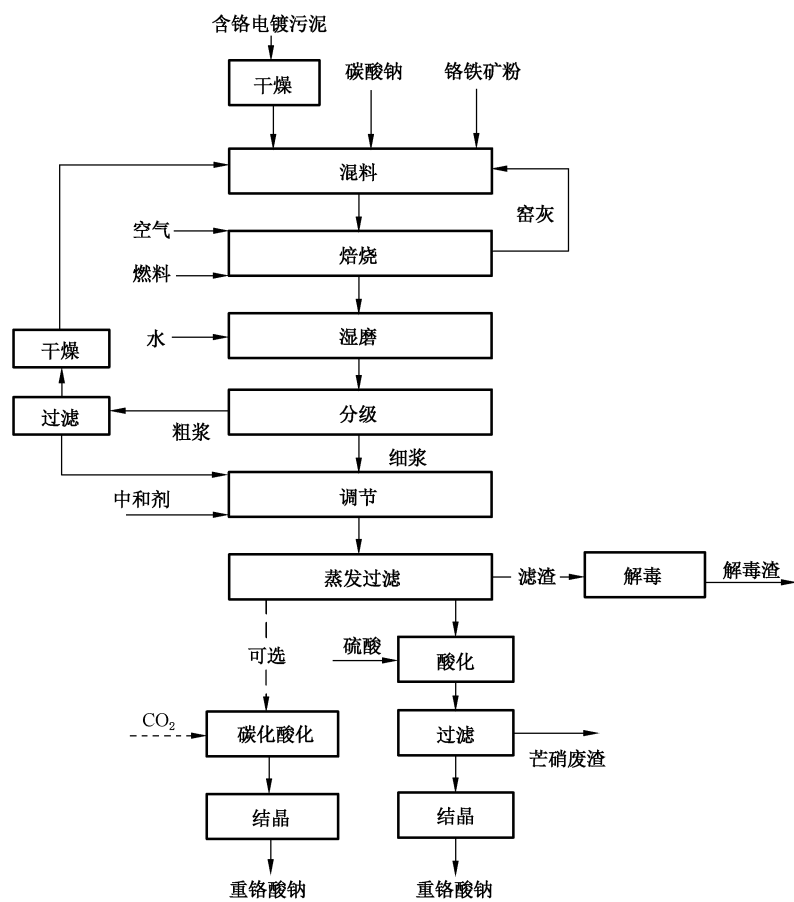 含铬电镀污泥
干燥
碳酸钠
铬铁矿粉
混料
窑灰
空气
焙烧
燃料
水
湿磨
干燥
过滤
粗浆
分级
细浆
中和剂
调节
蒸发过滤
滤渣
解毒
解毒渣
可选
硫酸
酸化
CO₂
碳化酸化
过滤
芒硝废渣
结晶
结晶
重铬酸钠
重铬酸钠